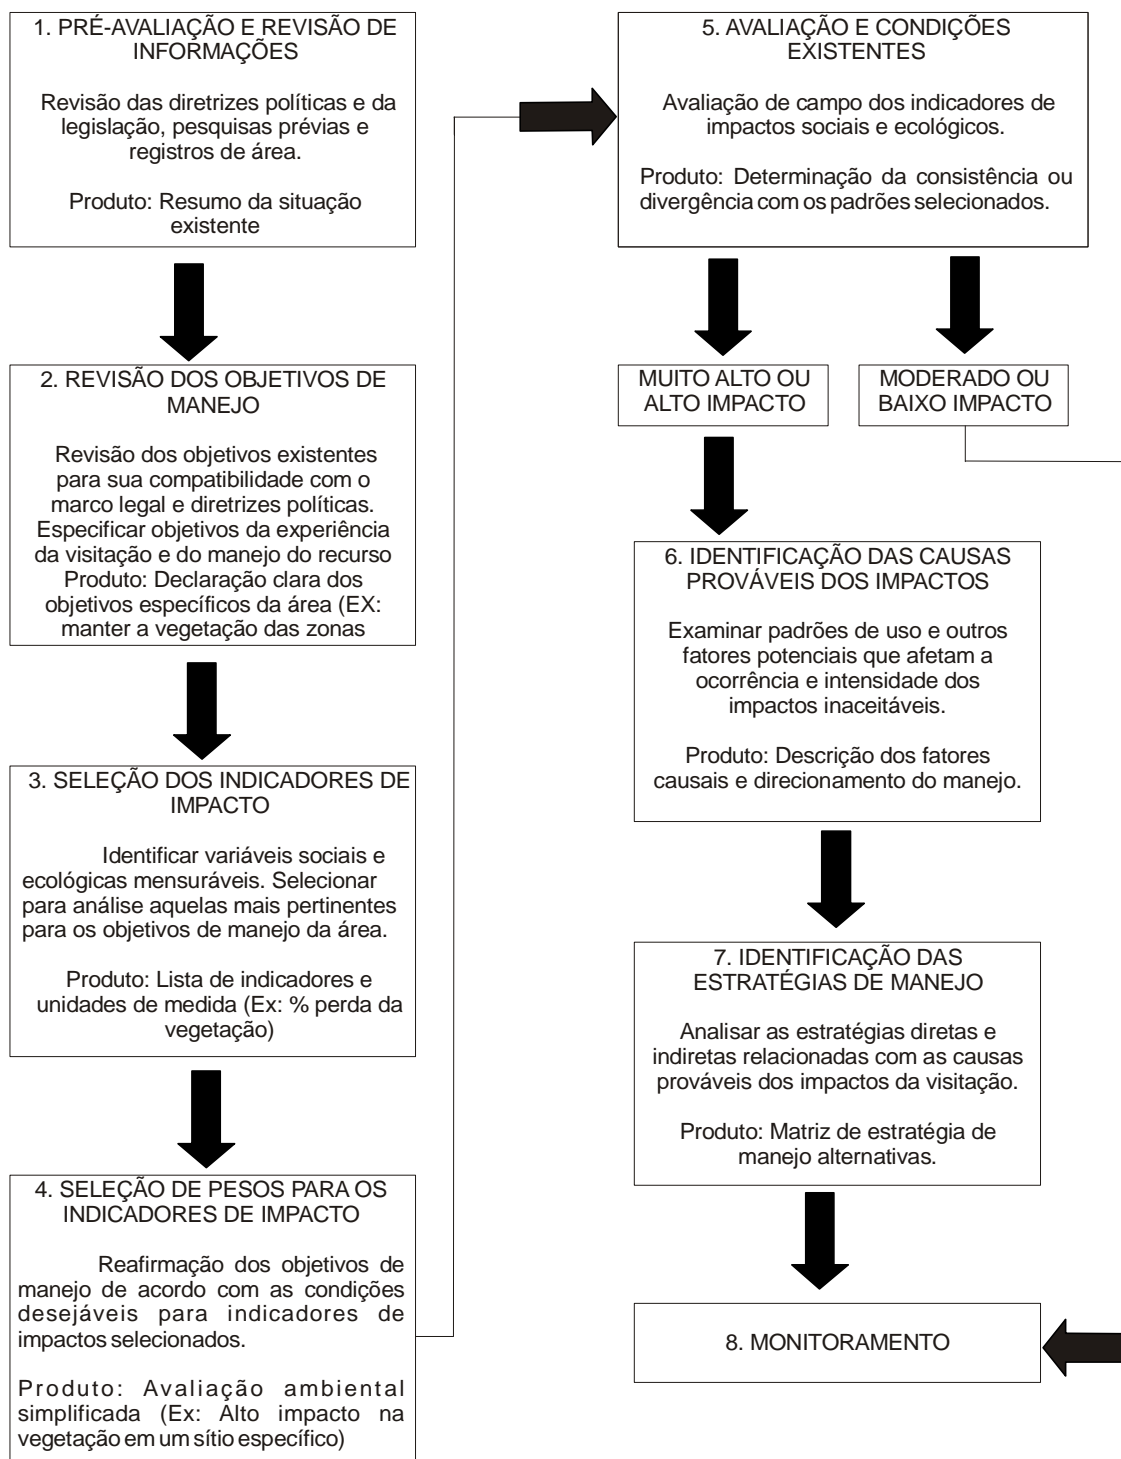 1. PRÉ-AVALIAÇÃO E REVISÃO DE
INFORMAÇÕES
Revisão das diretrizes políticas e da
legislação, pesquisas prévias e
registros de área.
Produto: Resumo da situação
existente
2. REVISÃO DOS OBJETIVOS DE
MANEJO
Revisão dos objetivos existentes
para sua compatibilidade com o
marco legal e diretrizes políticas.
Especificar objetivos da experiência
da visitação e do manejo do recurso
Produto: Declaração clara dos
objetivos específicos da área (EX:
manter a vegetação das zonas
3. SELEÇÃO DOS INDICADORES DE
IMPACTO
Identificar variáveis sociais e
ecológicas mensuráveis. Selecionar
para análise aquelas mais pertinentes
para os objetivos de manejo da área.
Produto: Lista de indicadores e
unidades de medida (Ex: % perda da
vegetação)
4. SELEÇÃO DE PESOS PARA OS
INDICADORES DE IMPACTO
Reafirmação dos objetivos de
manejo de acordo com as condições
desejáveis para indicadores de
impactos selecionados.
Produto: Avaliação ambiental
simplificada (Ex: Alto impacto na
vegetação em um sítio específico)
5. AVALIAÇÃO E CONDIÇÕES
EXISTENTES
Avaliação de campo dos indicadores de
impactos sociais e ecológicos.
Produto: Determinação da consistência ou
divergência com os padrões selecionados.
MUITO ALTO OU
ALTO IMPACTO
MODERADO OU
BAIXO IMPACTO
6. IDENTIFICAÇÃO DAS CAUSAS
PROVÁVEIS DOS IMPACTOS
Examinar padrões de uso e outros
fatores potenciais que afetam a
ocorrência e intensidade dos
impactos inaceitáveis.
Produto: Descrição dos fatores
causais e direcionamento do manejo.
7. IDENTIFICAÇÃO DAS
ESTRATÉGIAS DE MANEJO
Analisar as estratégias diretas e
indiretas relacionadas com as causas
prováveis dos impactos da visitação.
Produto: Matriz de estratégia de
manejo alternativas.
8. MONITORAMENTO